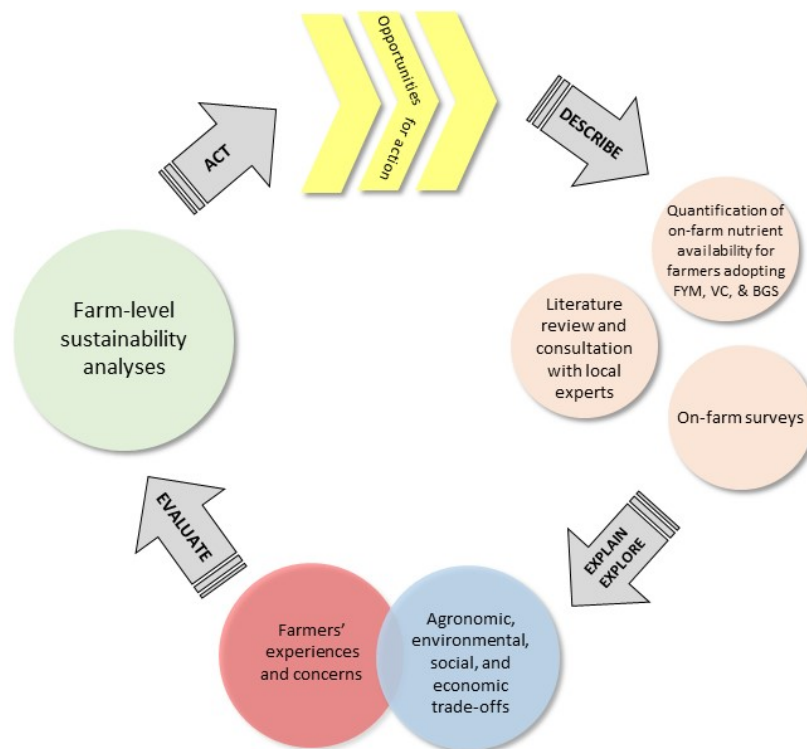 Opportunities
for action
ACT
DESCRIBE
Quantification of
on-farm nutrient
availability for
farmers adopting
FYM, VC, & BGS
Literature
review and
consultation
with local
experts
On-farm surveys
EXPLAIN
EXPLORE
Agronomic,
environmental,
social, and
economic
trade-offs
Farmers’
experiences
and concerns
EVALUATE
Farm-level
sustainability
analyses